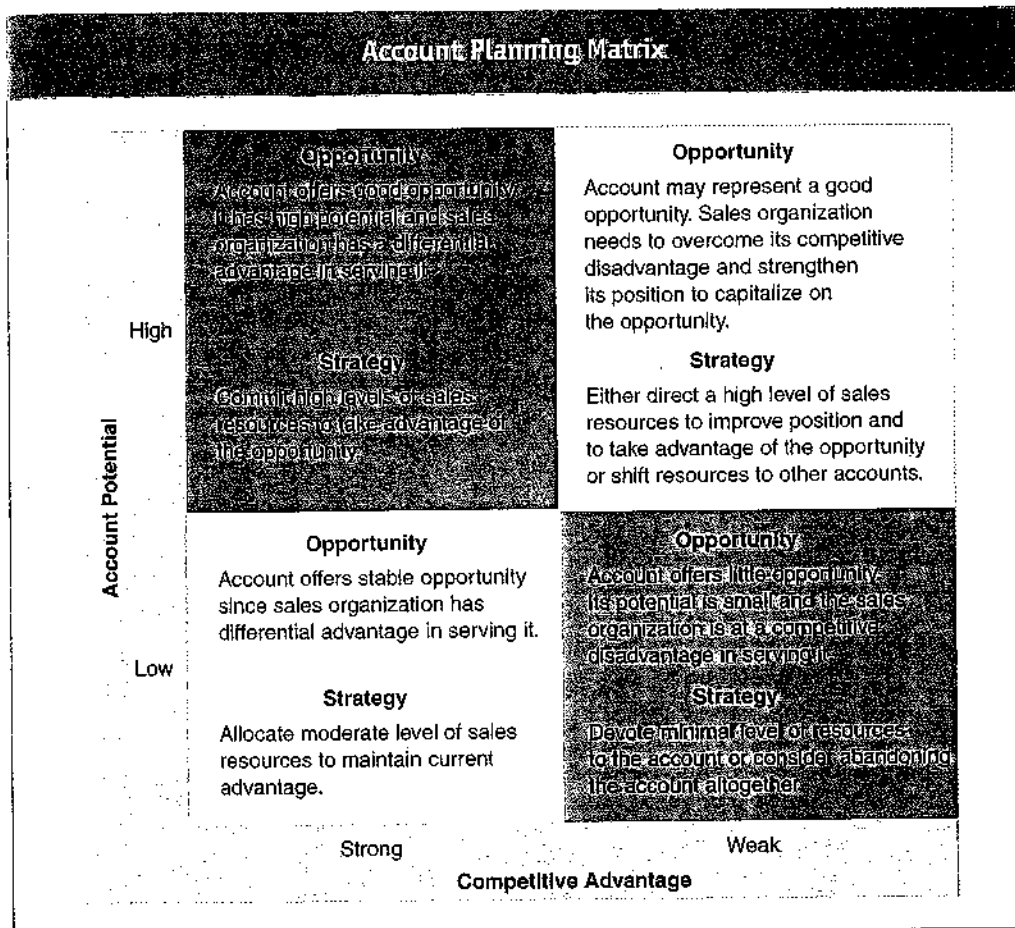 Account Planning Matrix
Opportunity
Account offers good opportunity.
It has high potential and sales
organization has a differential
advantage in serving it.
Strategy
Commit high levels of sales
resources to take advantage of
the opportunity.
Opportunity
Account may represent a good
opportunity. Sales organization
needs to overcome its competitive
disadvantage and strengthen
its position to capitalize on
the opportunity.
Strategy
Either direct a high level of sales
resources to improve position and
to take advantage of the opportunity
or shift resources to other accounts.
High
Account Potential
Opportunity
Account offers stable opportunity
since sales organization has
differential advantage in serving it.
Strategy
Allocate moderate level of sales
resources to maintain current
advantage.
Low
Opportunity
Account offers little opportunity.
Its potential is small and the sales
organization is at a competitive
disadvantage in serving it.
Strategy
Devote minimal level of resources
to the account or consider abandoning
the account altogether.
Strong
Weak
Competitive Advantage